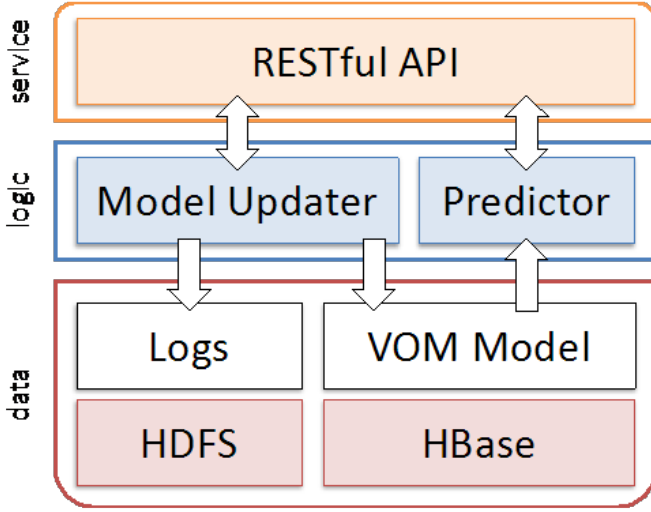 service
RESTful API
logic
Model Updater
Predictor
data
Logs
VOM Model
HDFS
HBase